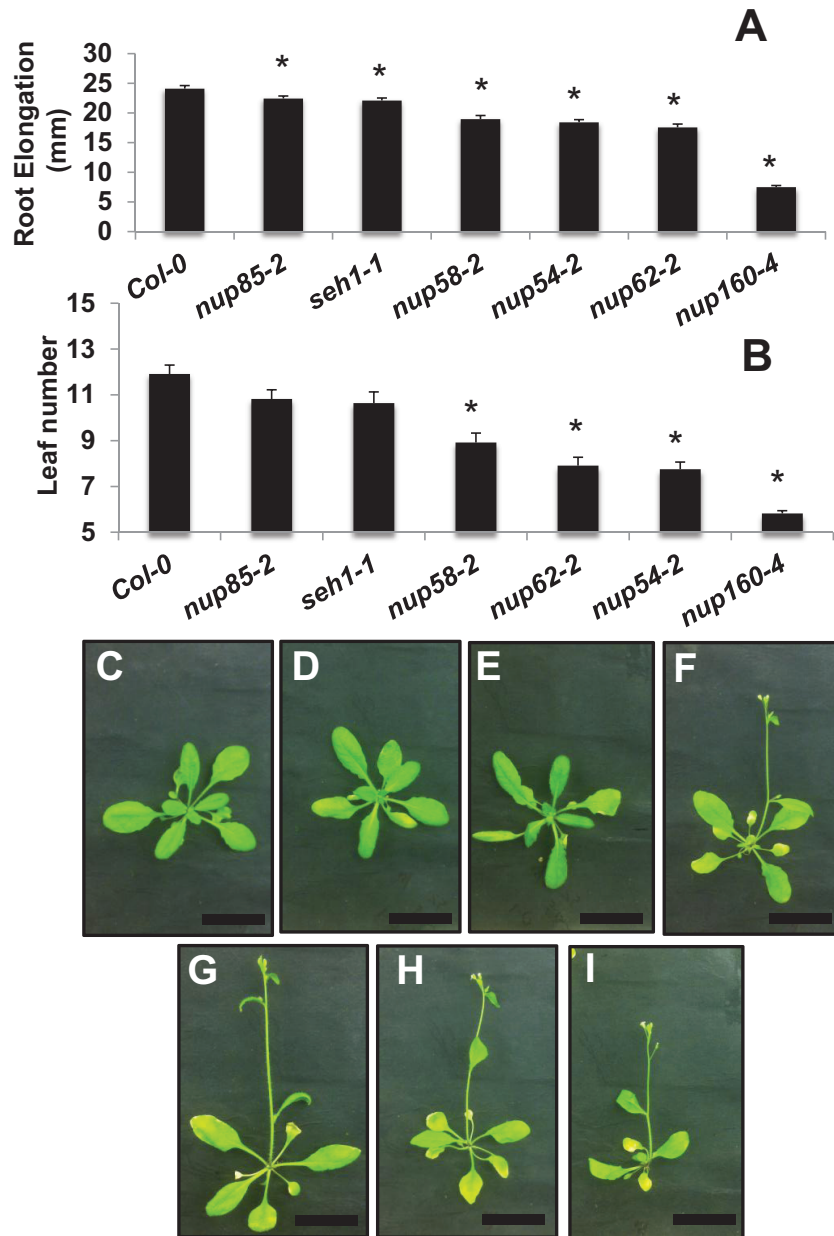 A
Root Elongation
(mm)
30
25
20
15
10
5
0
* * * * * *
Col-0 nup85-2 seh1-1 nup58-2 nup54-2 nup62-2 nup160-4
B
Leaf number
15
13
11
9
7
5
* * * *
Col-0 nup85-2 seh1-1 nup58-2 nup62-2 nup54-2 nup160-4
C D E F
G H I